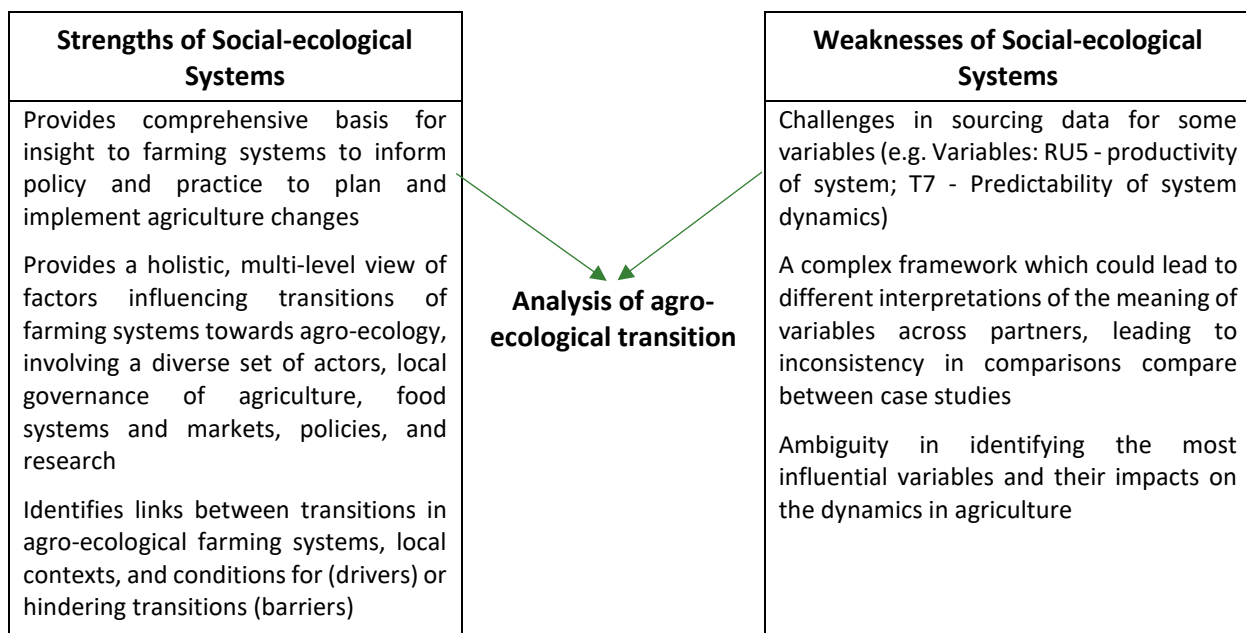 Strengths of Social-ecological
Systems
Provides comprehensive basis for
insight to farming systems to inform
policy and practice to plan and
implement agriculture changes
Provides a holistic, multi-level view of
factors influencing transitions of
farming systems towards agro-ecology,
involving a diverse set of actors, local
governance of agriculture, food
systems and markets, policies, and
research
Identifies links between transitions in
agro-ecological farming systems, local
contexts, and conditions for (drivers) or
hindering transitions (barriers)
Analysis of agro-
ecological transition
Weaknesses of Social-ecological
Systems
Challenges in sourcing data for some
variables (e.g. Variables: RU5 - productivity
of system; T7 - Predictability of system
dynamics)
A complex framework which could lead to
different interpretations of the meaning of
variables across partners, leading to
inconsistency in comparisons compare
between case studies
Ambiguity in identifying the most
influential variables and their impacts on
the dynamics in agriculture